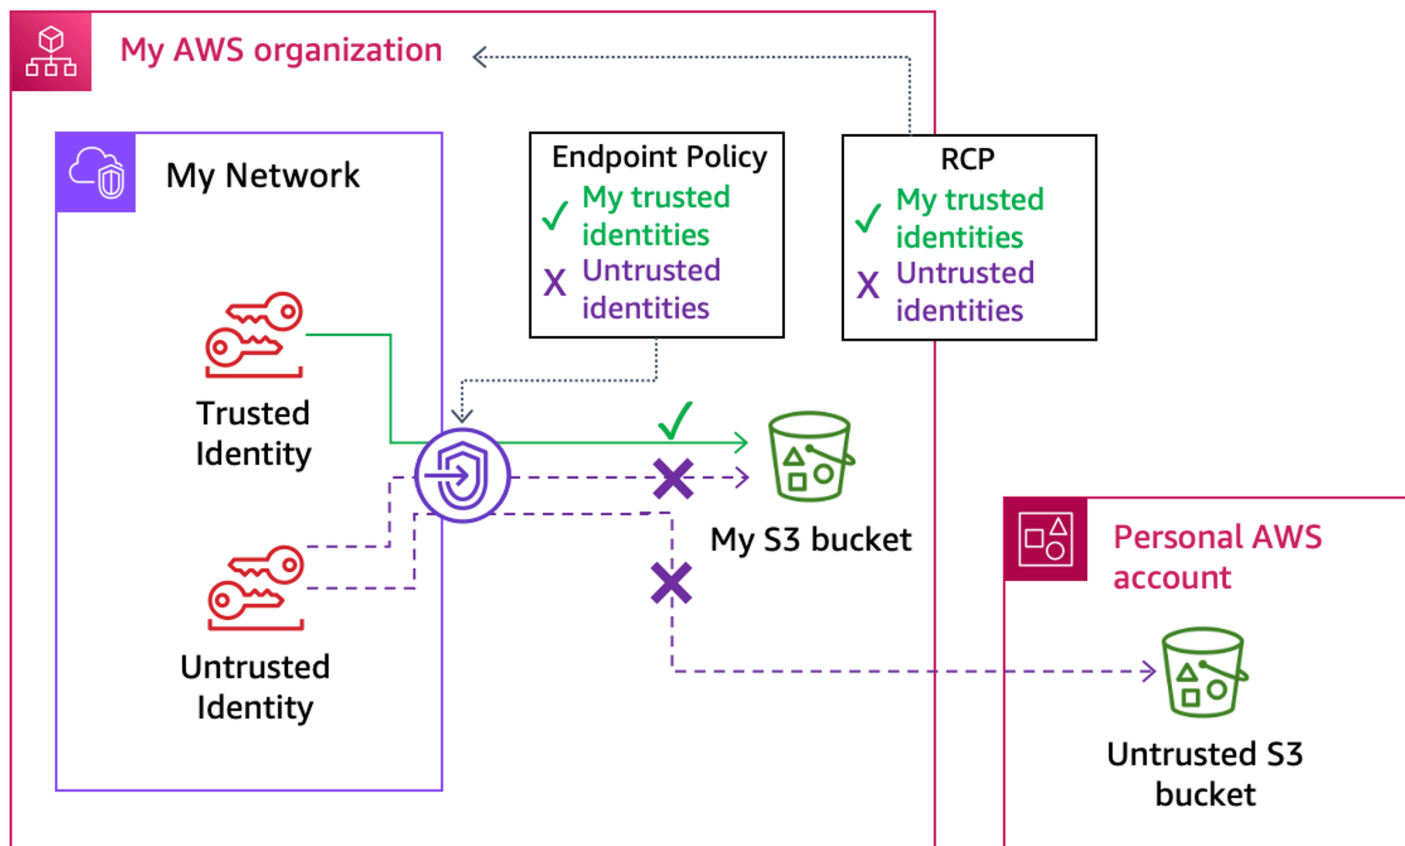 My AWS organization
My Network
Endpoint Policy
✓ My trusted
identities
X Untrusted
identities
RCP
✓ My trusted
identities
X Untrusted
identities
Trusted
Identity
My S3 bucket
Untrusted
Identity
Personal AWS
account
Untrusted S3
bucket